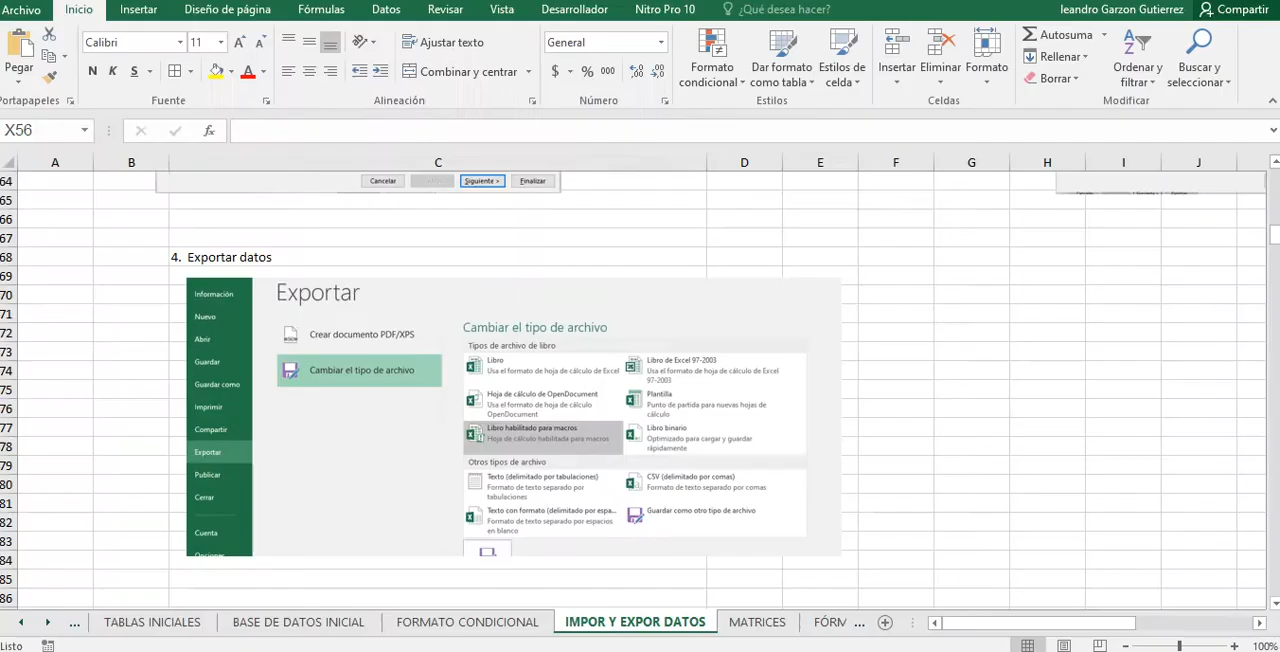 Archivo Inicio Insertar Diseño de página Fórmulas Datos Revisar Vista Desarrollador Nitro Pro 10 ¿Qué desea hacer? leandro Garzon Gutierrez Compartir
Pegar
Calibri 11
N K S
Ajustar texto
Combinar y centrar
General
$ % 000
Formato condicional
Dar formato como tabla
Estilos de celda
Insertar
Eliminar
Formato
Autosuma
Rellenar
Borrar
Ordenar y filtrar
Buscar y seleccionar
Portapapeles Fuente Alineación Número Estilos Celdas Modificar
X56 fx
A B C D E F G H I J
64
Cancelar Siguiente > Finalizar
65
66
67
68 4. Exportar datos
69
70
71
72
73
74
75
76
77
78
79
80
81
82
83
84
85
86
Información
Nuevo
Abrir
Guardar
Guardar como
Imprimir
Compartir
Exportar
Publicar
Cerrar
Cuenta
Opciones
Exportar
Crear documento PDF/XPS
Cambiar el tipo de archivo
Cambiar el tipo de archivo
Tipos de archivo de libro
Libro
Usa el formato de hoja de cálculo de Excel
Libro de Excel 97-2003
Usa el formato de hoja de cálculo de Excel
97-2003
Hoja de cálculo de OpenDocument
Usa el formato de hoja de cálculo
OpenDocument
Plantilla
Punto de partida para nuevas hojas de
cálculo
Libro habilitado para macros
Hoja de cálculo habilitada para macros
Libro binario
Optimizado para cargar y guardar
rápidamente
Otros tipos de archivo
Texto (delimitado por tabulaciones)
Formato de texto separado por
tabulaciones
CSV (delimitado por comas)
Formato de texto separado por comas
Texto con formato (delimitado por espa...
Formato de texto separado por espacios
en blanco
Guardar como otro tipo de archivo
... TABLAS INICIALES BASE DE DATOS INICIAL FORMATO CONDICIONAL IMPOR Y EXPOR DATOS MATRICES FÓRM ...
Listo 100%